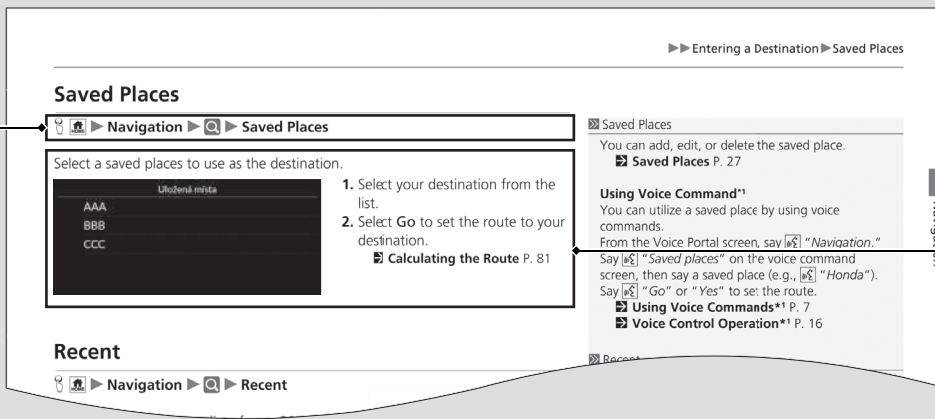 ▶▶Entering a Destination▶Saved Places
Saved Places
▶ Navigation ▶ ▶ Saved Places
Select a saved places to use as the destination.
Uložená místa
AAA
BBB
CCC
1. Select your destination from the
list.
2. Select Go to set the route to your
destination.
Calculating the Route P. 81
Recent
▶ Navigation ▶ ▶ Recent
Saved Places
You can add, edit, or delete the saved place.
Saved Places P. 27
Using Voice Command*1
You can utilize a saved place by using voice
commands.
From the Voice Portal screen, say "Navigation."
Say "Saved places" on the voice command
screen, then say a saved place (e.g., "Honda").
Say "Go" or "Yes" to set the route.
Using Voice Commands*1 P. 7
Voice Control Operation*1 P. 16
Recent